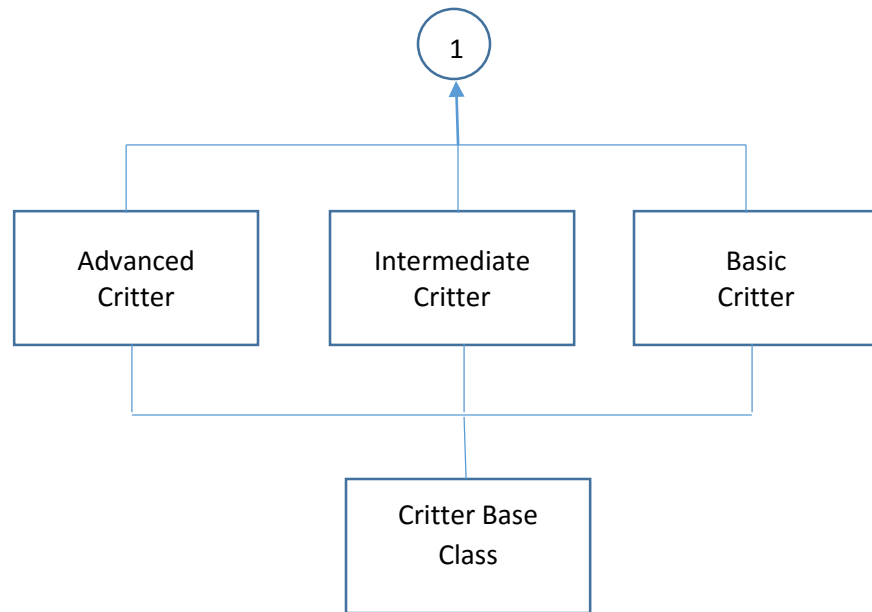 1
Advanced
Critter
Intermediate
Critter
Basic
Critter
Critter Base
Class